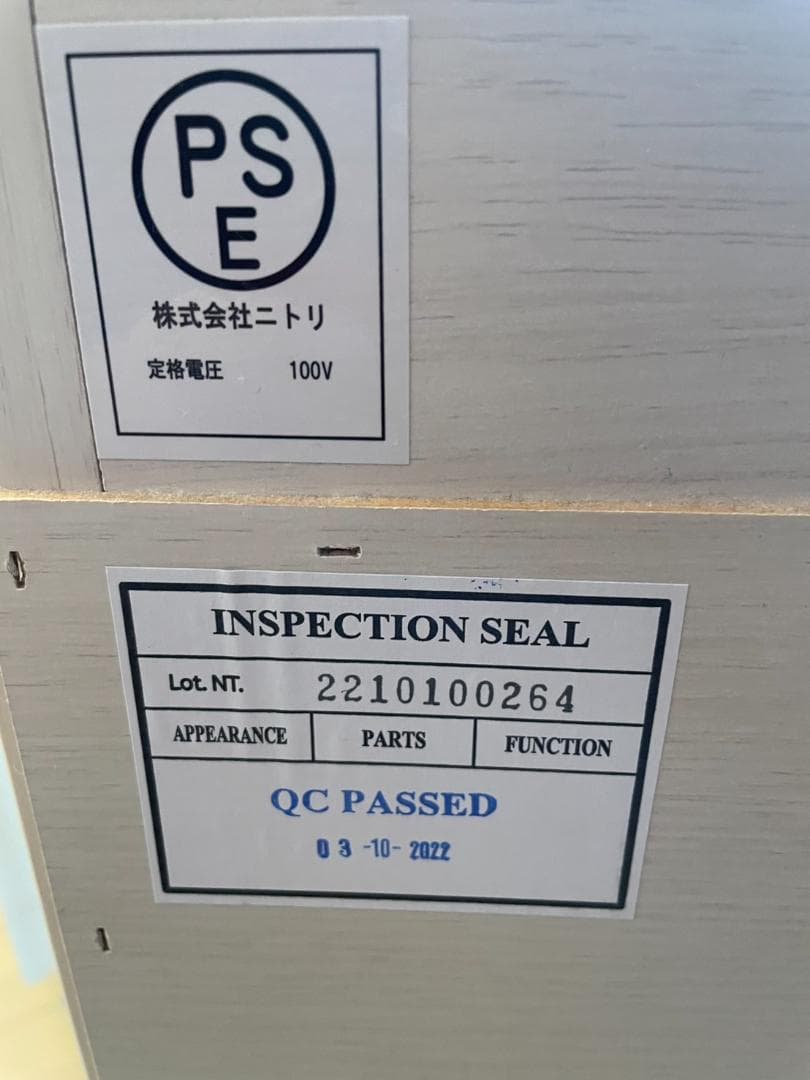 PS
E
株式会社ニトリ
定格電圧 100V
INSPECTION SEAL
Lot. NT. 2210100264
APPEARANCE PARTS FUNCTION
QC PASSED
03 -10- 2022